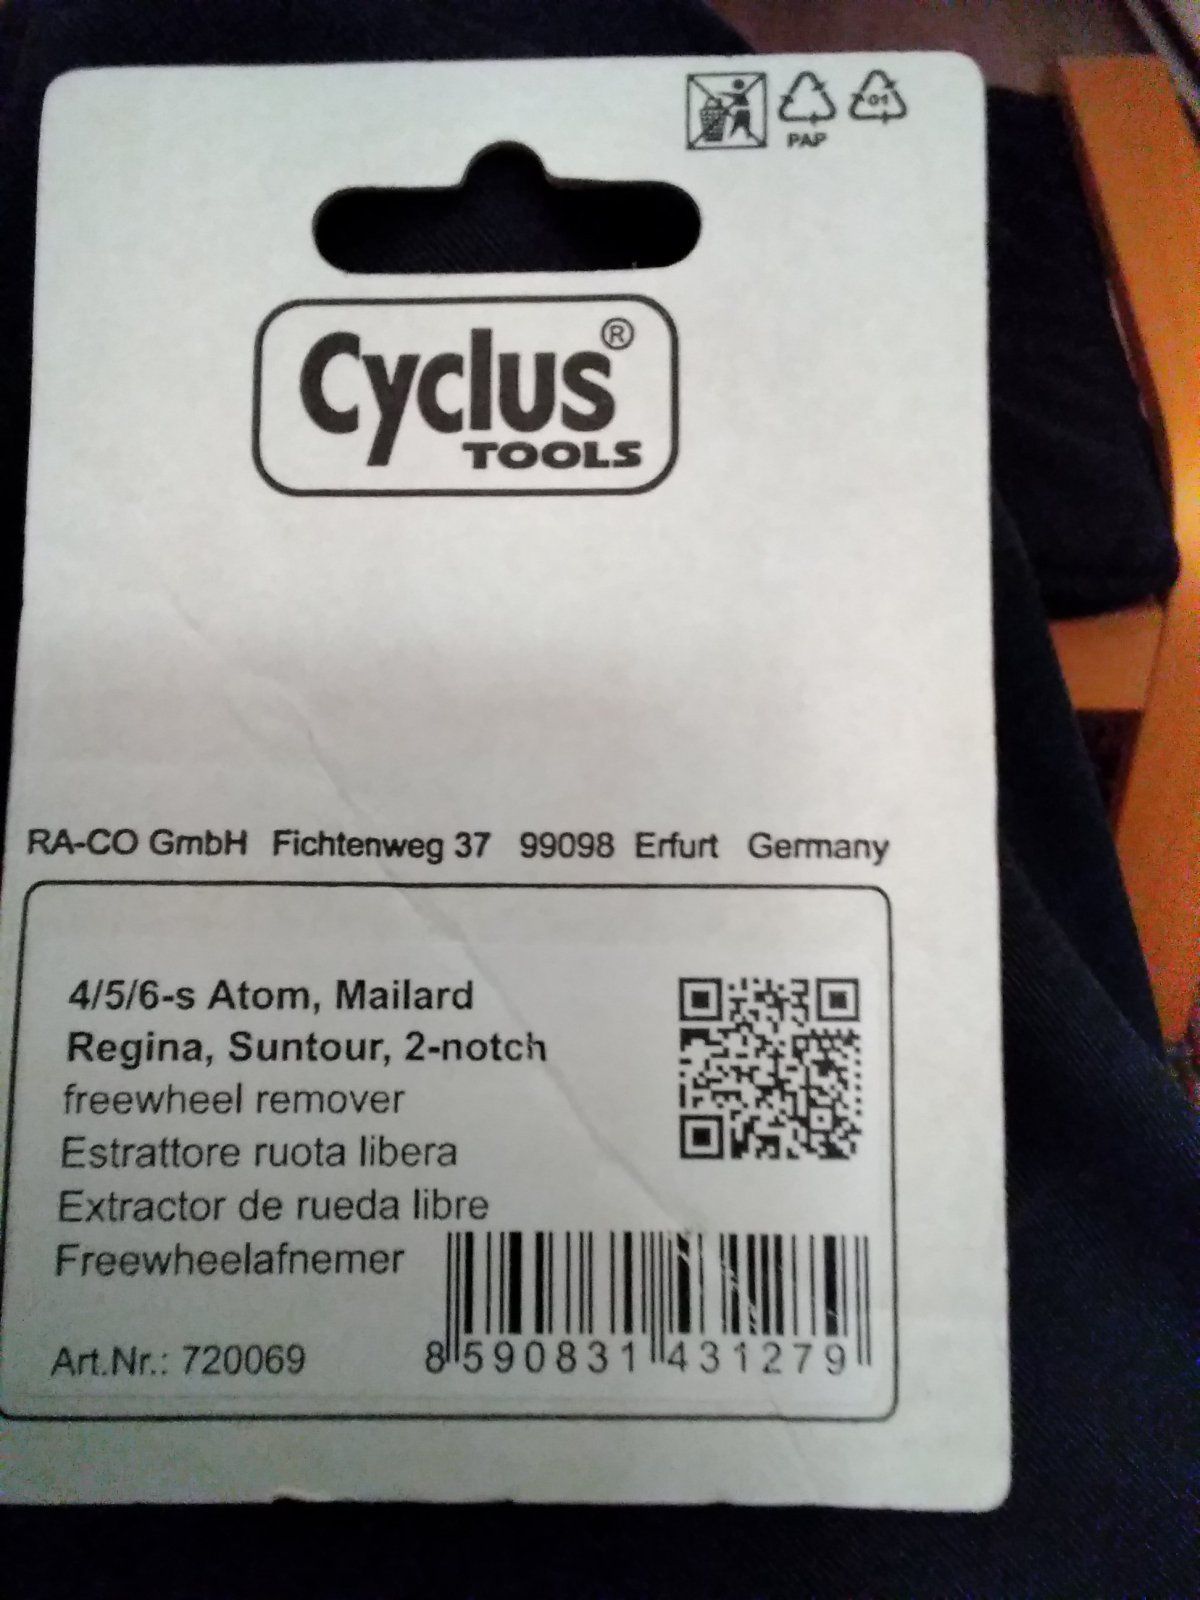 PAP
01
Cyclus®
TOOLS
RA-CO GmbH Fichtenweg 37 99098 Erfurt Germany
4/5/6-s Atom, Mailard
Regina, Suntour, 2-notch
freewheel remover
Estrattore ruota libera
Extractor de rueda libre
Freewheelafnemer
Art.Nr.: 720069
8 590831 431279